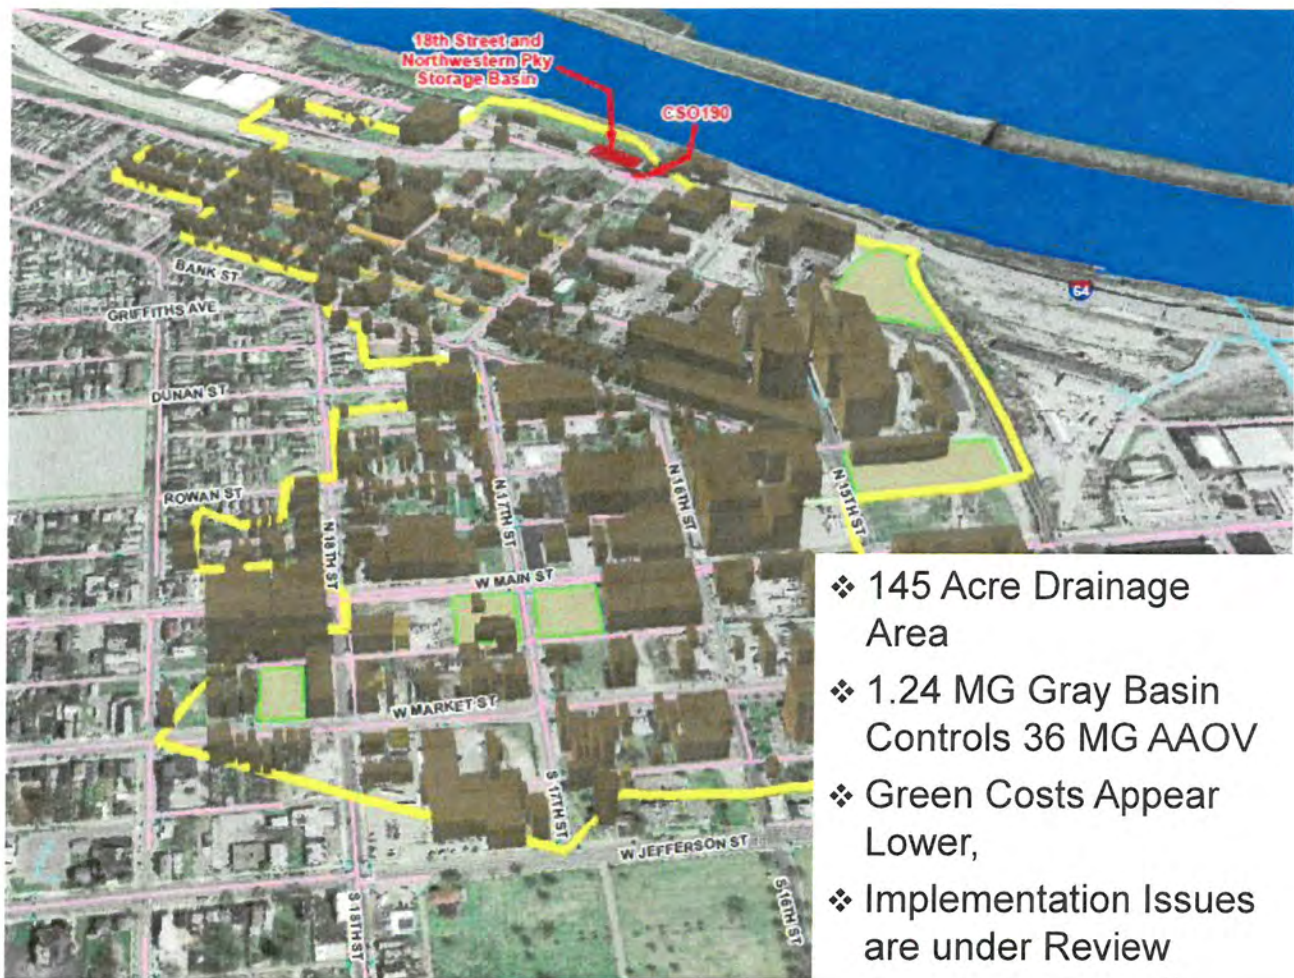 18th Street and
Northwestern Pky
Storage Basin
CSO190
64
BANK ST
GRIFFITHS AVE
DUNAN ST
ROWAN ST
N 18TH ST
N 17TH ST
N 16TH ST
N 15TH ST
W MAIN ST
W MARKET ST
S 17TH ST
W JEFFERSON ST
S 18TH ST
S 16TH ST
❖ 145 Acre Drainage
Area
❖ 1.24 MG Gray Basin
Controls 36 MG AAOV
❖ Green Costs Appear
Lower,
❖ Implementation Issues
are under Review